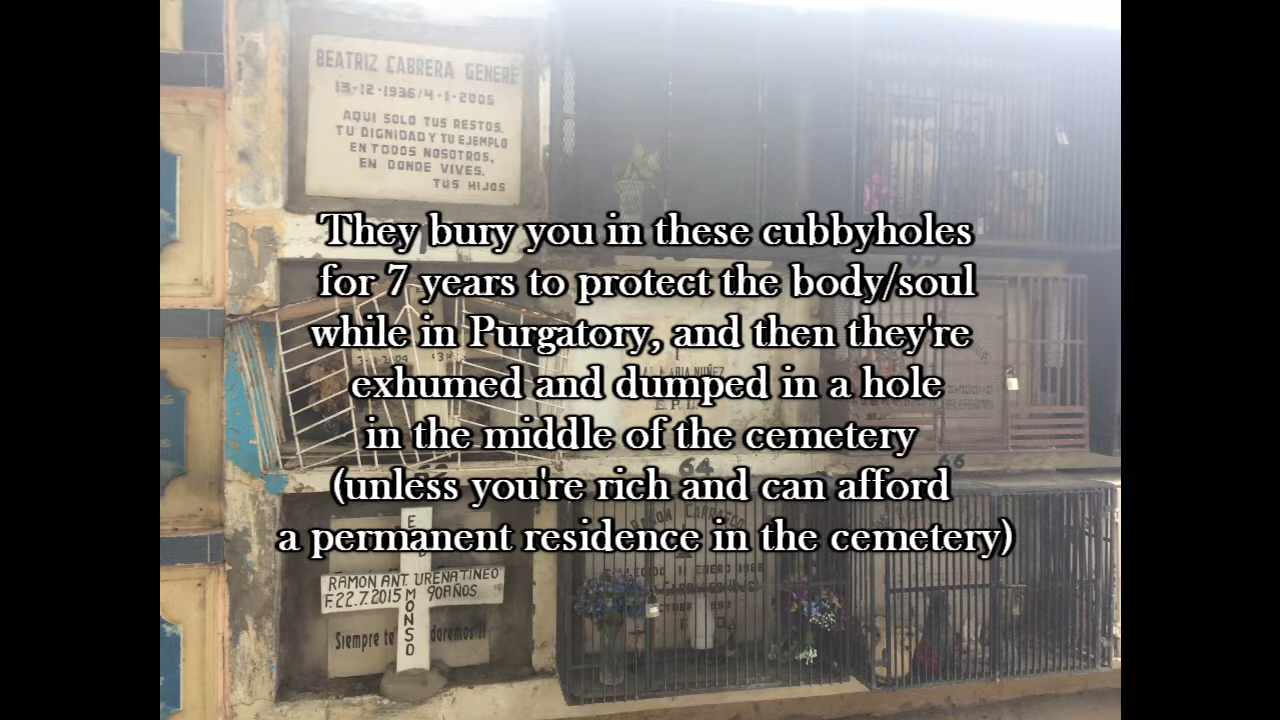 BEATRIZ CABRERA GENERE
13-12-1936/4-1-2005
AQUI SOLO TUS RESTOS.
TU DIGNIDAD Y TU EJEMPLO
EN TODOS NOSOTROS,
EN DONDE VIVES.
TUS HIJOS
They bury you in these cubbyholes
for 7 years to protect the body/soul
while in Purgatory, and then they're
exhumed and dumped in a hole
in the middle of the cemetery
(unless you're rich and can afford
a permanent residence in the cemetery)
NUÑEZ
64
66
RAMON ANT. UREÑA TINEO
F.22.7.2015 90AÑOS
MONSO
Siempre te
11 ENERO 1988